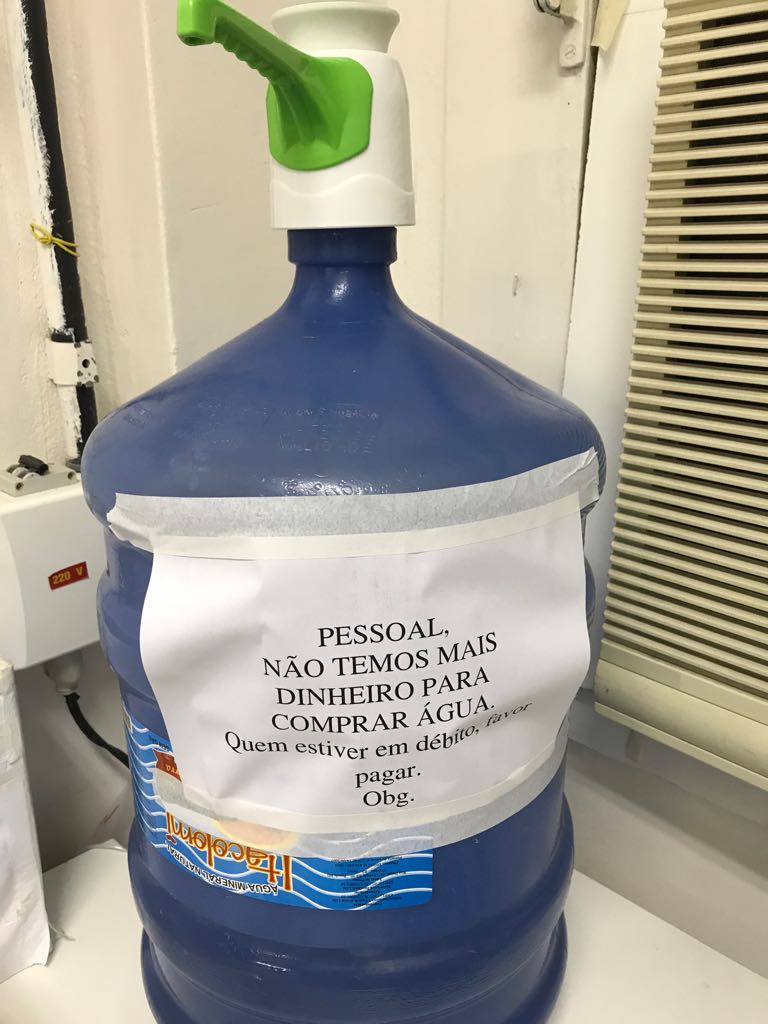 220 V
PESSOAL,
NÃO TEMOS MAIS
DINHEIRO PARA
COMPRAR ÁGUA.
Quem estiver em débito, favor
pagar.
Obg.
Itacolomi
ÁGUA MINERAL NATURAL